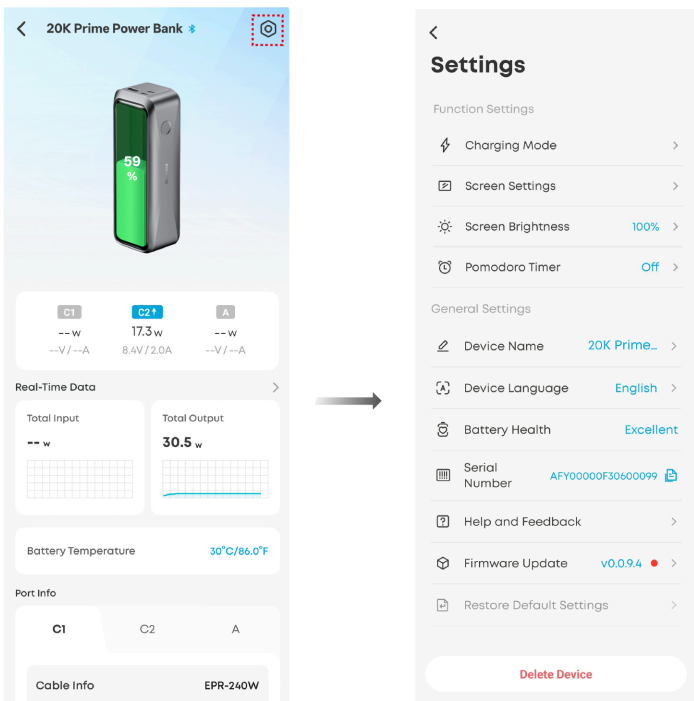 20K Prime Power Bank
59
%
C1
C2↑
A
-- w
17.3 w
-- w
--V/--A
8.4V/2.0A
--V/--A
Real-Time Data
Total Input
-- w
Total Output
30.5 w
Battery Temperature
30°C/86.0°F
Port Info
C1
C2
A
Cable Info
EPR-240W
Settings
Function Settings
Charging Mode
Screen Settings
Screen Brightness
100%
Pomodoro Timer
Off
General Settings
Device Name
20K Prime...
Device Language
English
Battery Health
Excellent
Serial
Number
AFY00000F30600099
Help and Feedback
Firmware Update
v0.0.9.4
Restore Default Settings
Delete Device